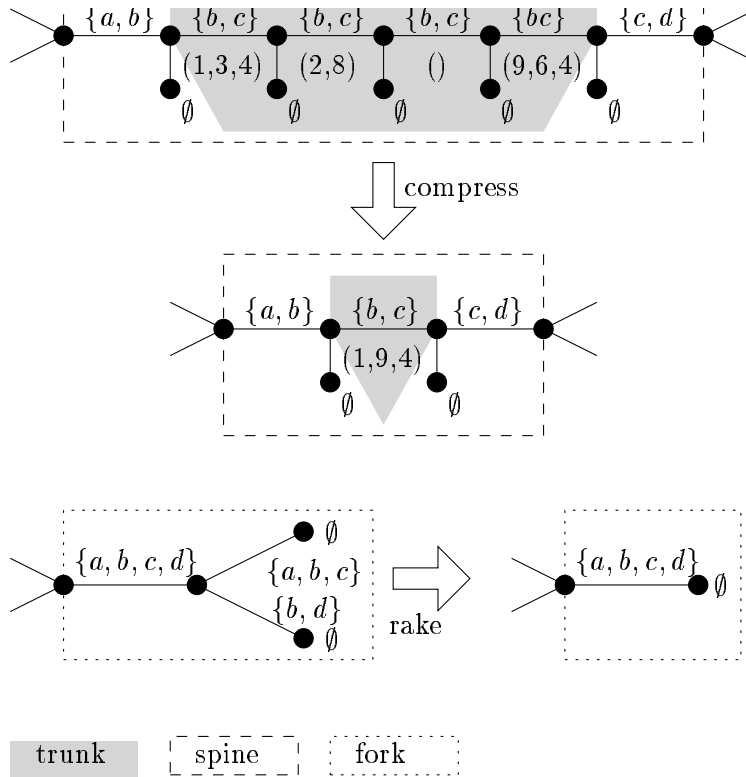 {a, b} {b, c} {b, c} {b, c} {bc} {c, d}
(1,3,4) (2,8) () (9,6,4)
∅ ∅ ∅ ∅ ∅
compress
{a, b} {b, c} {c, d}
(1,9,4)
∅ ∅
∅
{a, b, c, d} {a, b, c, d}
{a, b, c} ∅
{b, d}
∅ rake
trunk spine fork